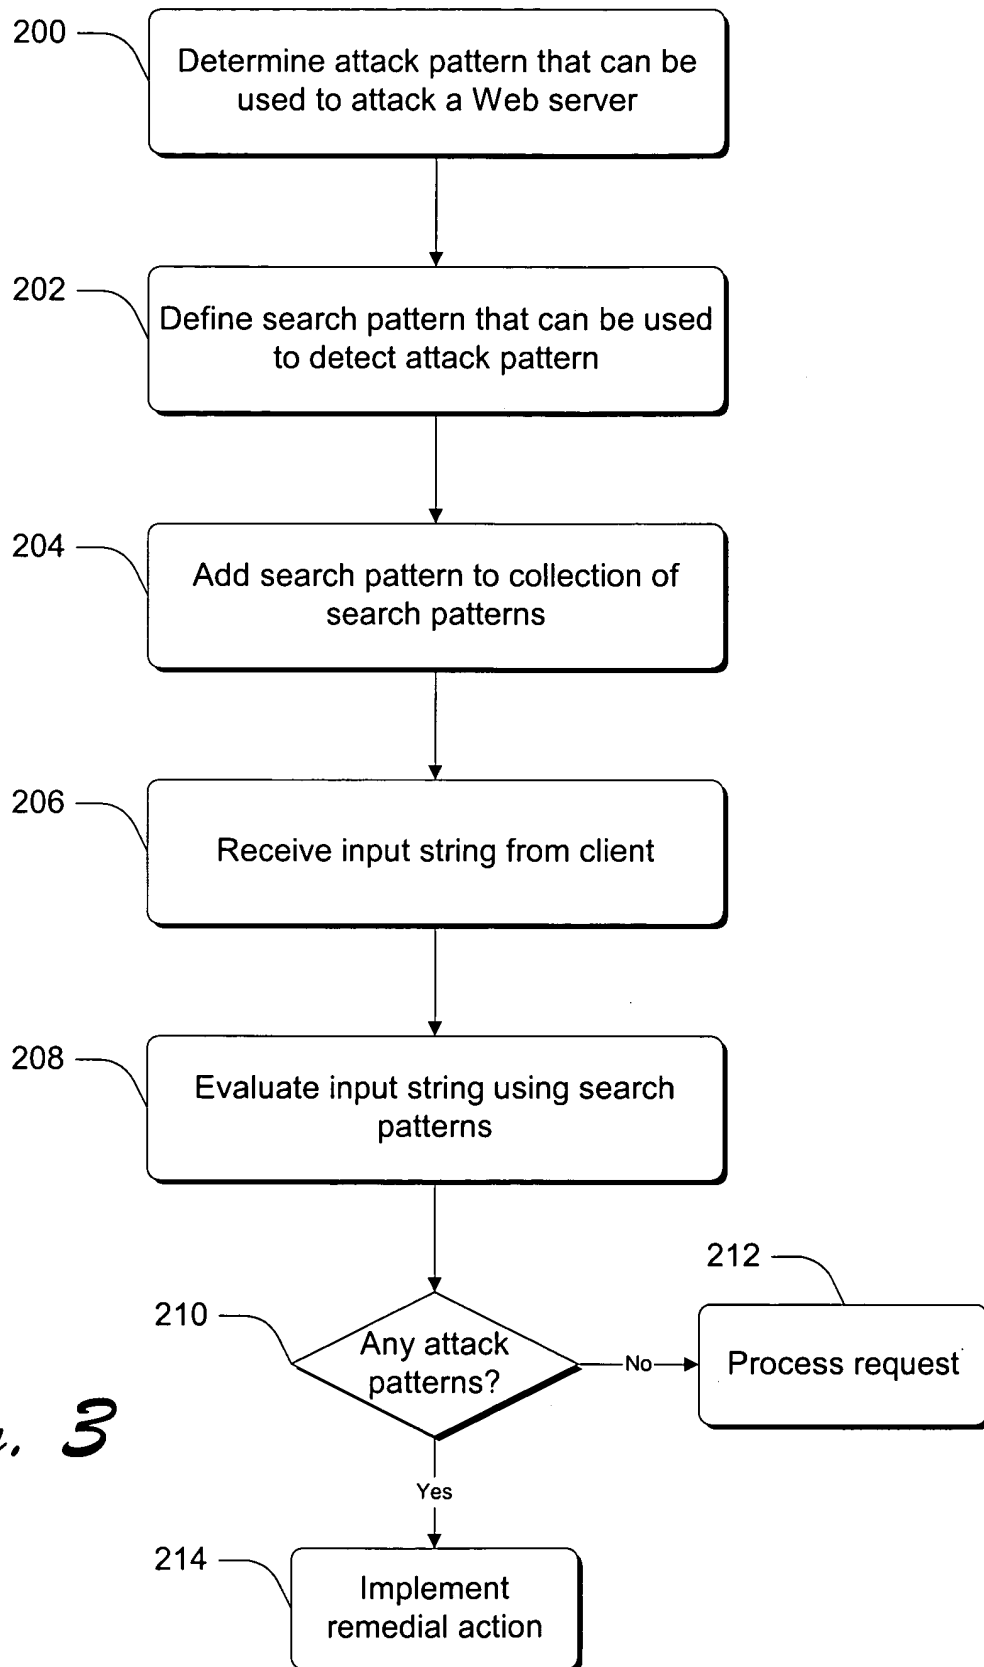 200
Determine attack pattern that can be
used to attack a Web server
202
Define search pattern that can be used
to detect attack pattern
204
Add search pattern to collection of
search patterns
206
Receive input string from client
208
Evaluate input string using search
patterns
210
Any attack
patterns?
No
212
Process request
3
Yes
214
Implement
remedial action